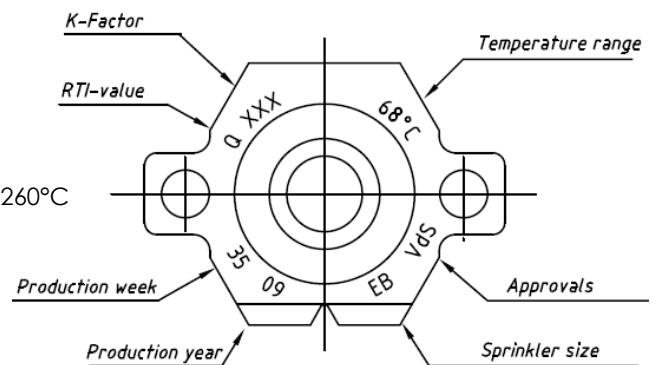 K-Factor
Temperature range
RTI-value
Q XXX
68°C
260°C
35
09
EB
VdS
Production week
Approvals
Production year
Sprinkler size